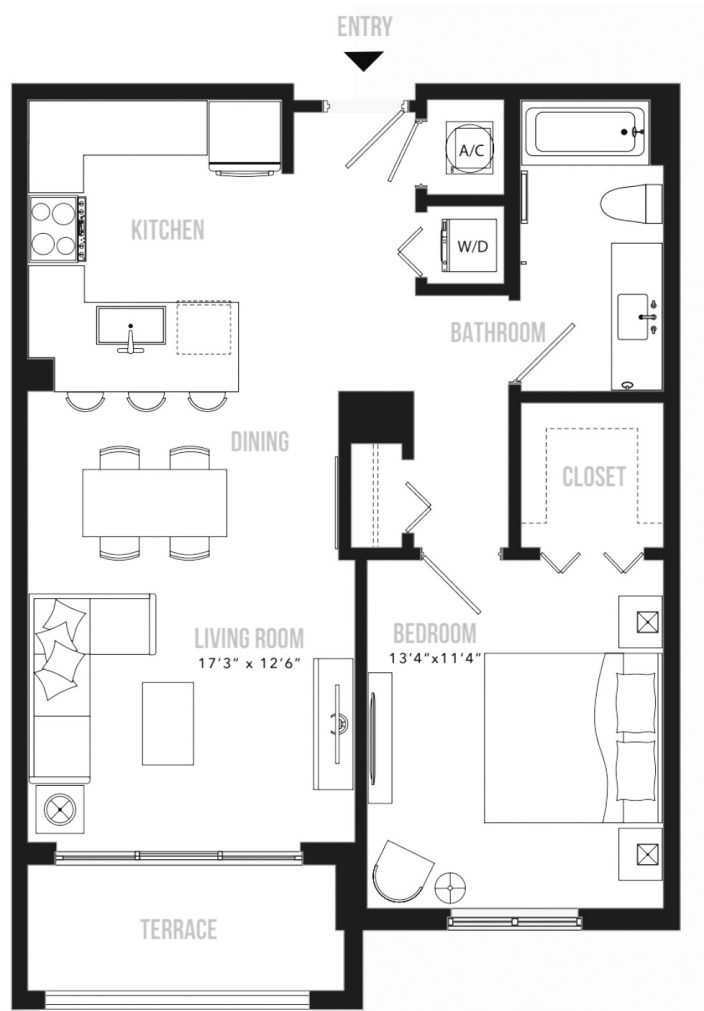 ENTRY
A/C
KITCHEN
W/D
BATHROOM
DINING
CLOSET
LIVING ROOM
17'3" x 12'6"
BEDROOM
13'4"x11'4"
TERRACE